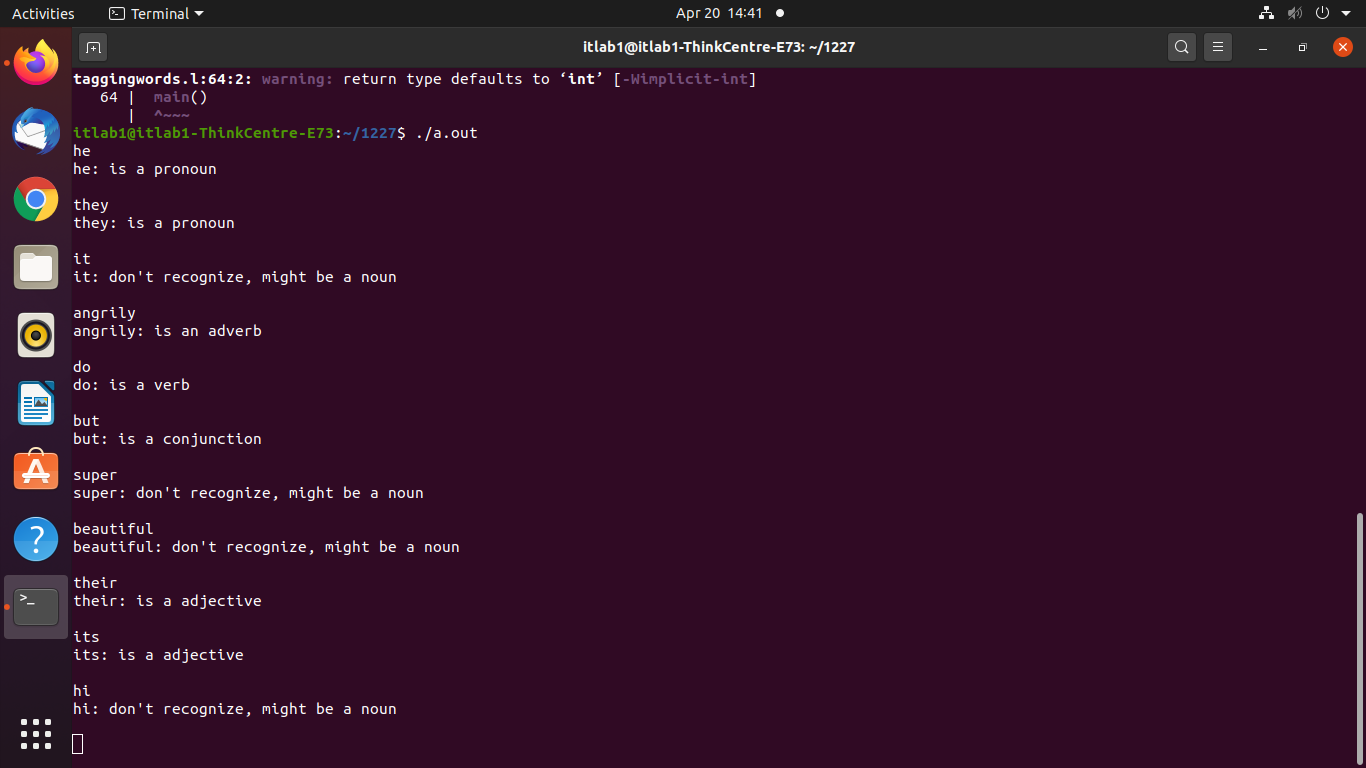 Activities
Terminal
Apr 20 14:41
itlab1@itlab1-ThinkCentre-E73: ~/1227
taggingwords.l:64:2: warning: return type defaults to ‘int’ [-Wimplicit-int]
64 | main()
| ^~~~
itlab1@itlab1-ThinkCentre-E73:~/1227$ ./a.out
he
he: is a pronoun
they
they: is a pronoun
it
it: don't recognize, might be a noun
angrily
angrily: is an adverb
do
do: is a verb
but
but: is a conjunction
super
super: don't recognize, might be a noun
beautiful
beautiful: don't recognize, might be a noun
their
their: is a adjective
its
its: is a adjective
hi
hi: don't recognize, might be a noun